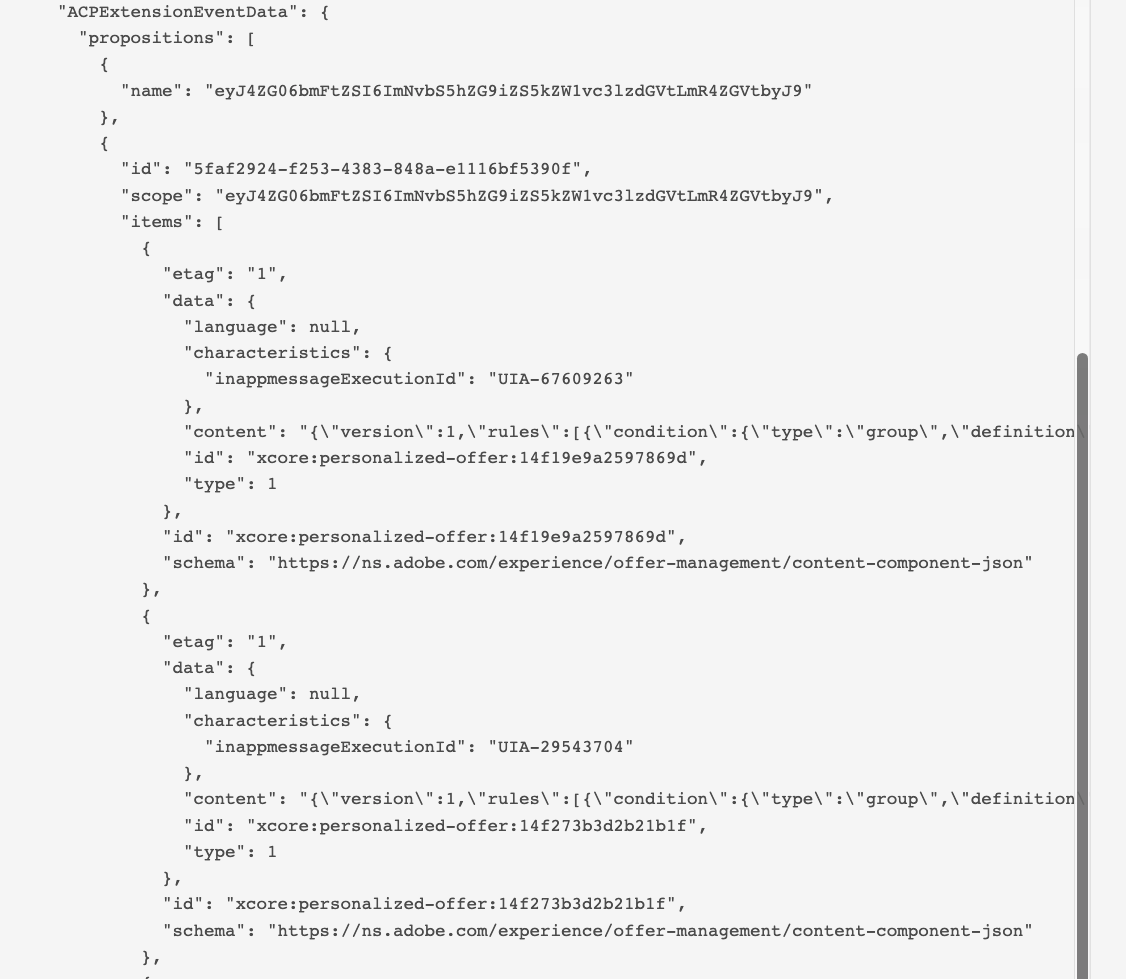 "ACPExtensionEventData": {
"propositions": [
{
"name": "eyJ4ZG06bmFtZSI6ImNvbS5hZG9iZS5kZW1vc3lzdGVtLmR4ZGVtbyJ9"
},
{
"id": "5faf2924-f253-4383-848a-e1116bf5390f",
"scope": "eyJ4ZG06bmFtZSI6ImNvbS5hZG9iZS5kZW1vc3lzdGVtLmR4ZGVtbyJ9",
"items": [
{
"etag": "1",
"data": {
"language": null,
"characteristics": {
"inappmessageExecutionId": "UIA-67609263"
},
"content": "{\"version\":1,\"rules\":[{\"condition\":{\"type\":\"group\",\"definition\
"id": "xcore:personalized-offer:14f19e9a2597869d",
"type": 1
},
"id": "xcore:personalized-offer:14f19e9a2597869d",
"schema": "https://ns.adobe.com/experience/offer-management/content-component-json"
},
{
"etag": "1",
"data": {
"language": null,
"characteristics": {
"inappmessageExecutionId": "UIA-29543704"
},
"content": "{\"version\":1,\"rules\":[{\"condition\":{\"type\":\"group\",\"definition\
"id": "xcore:personalized-offer:14f273b3d2b21b1f",
"type": 1
},
"id": "xcore:personalized-offer:14f273b3d2b21b1f",
"schema": "https://ns.adobe.com/experience/offer-management/content-component-json"
},